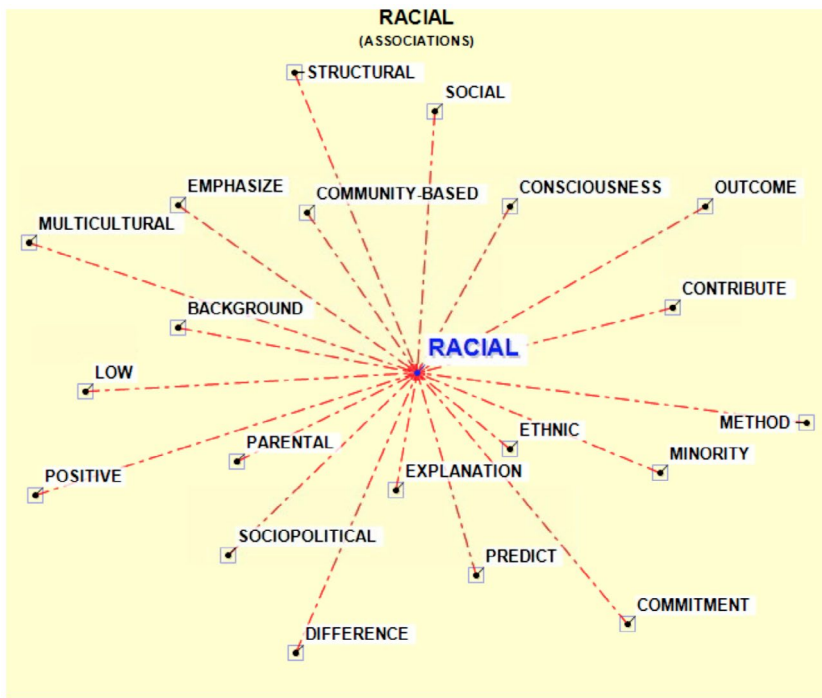 RACIAL
(ASSOCIATIONS)
STRUCTURAL
SOCIAL
EMPHASIZE
COMMUNITY-BASED
CONSCIOUSNESS
OUTCOME
MULTICULTURAL
CONTRIBUTE
BACKGROUND
RACIAL
LOW
METHOD
ETHNIC
PARENTAL
MINORITY
POSITIVE
EXPLANATION
SOCIOPOLITICAL
PREDICT
COMMITMENT
DIFFERENCE